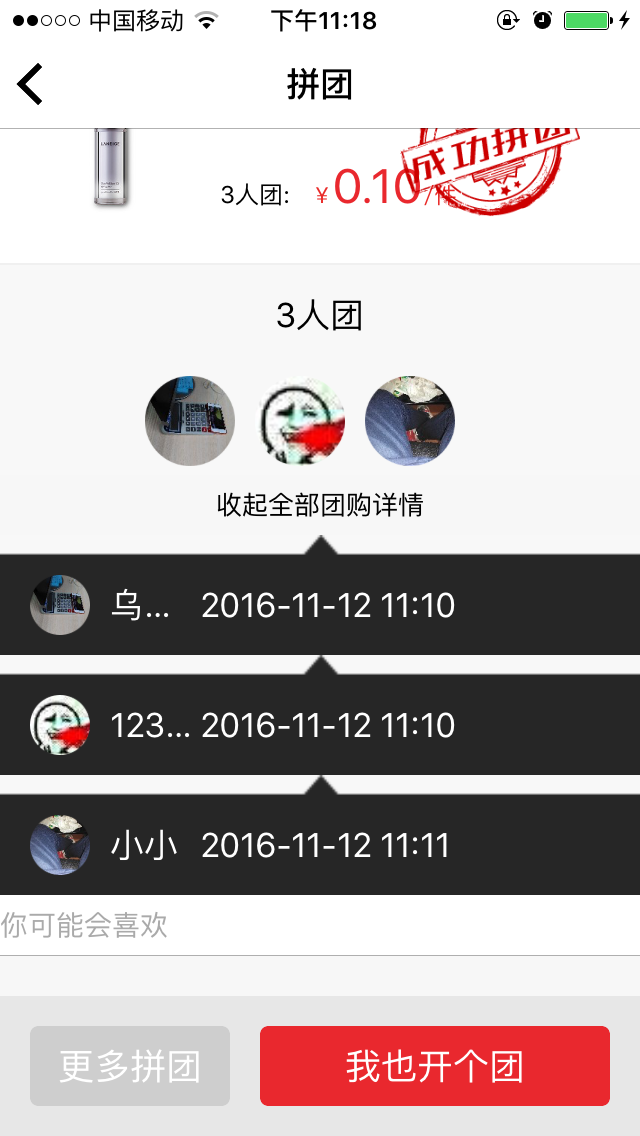 中国移动 下午11:18
拼团
LANEIGE
成功拼团
3人团: ¥0.10/件
3人团
收起全部团购详情
乌... 2016-11-12 11:10
123... 2016-11-12 11:10
小小 2016-11-12 11:11
你可能会喜欢
更多拼团 我也开个团